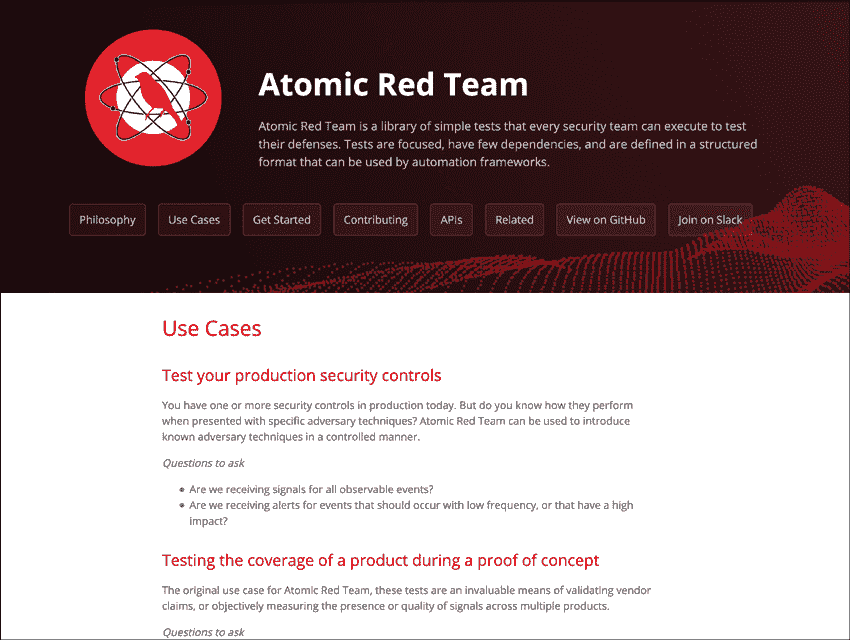 Atomic Red Team
Atomic Red Team is a library of simple tests that every security team can execute to test
their defenses. Tests are focused, have few dependencies, and are defined in a structured
format that can be used by automation frameworks.
Philosophy
Use Cases
Get Started
Contributing
APIs
Related
View on GitHub
Join on Slack
Use Cases
Test your production security controls
You have one or more security controls in production today. But do you know how they perform
when presented with specific adversary techniques? Atomic Red Team can be used to introduce
known adversary techniques in a controlled manner.
Questions to ask
• Are we receiving signals for all observable events?
• Are we receiving alerts for events that should occur with low frequency, or that have a high
impact?
Testing the coverage of a product during a proof of concept
The original use case for Atomic Red Team, these tests are an invaluable means of validating vendor
claims, or objectively measuring the presence or quality of signals across multiple products.
Questions to ask